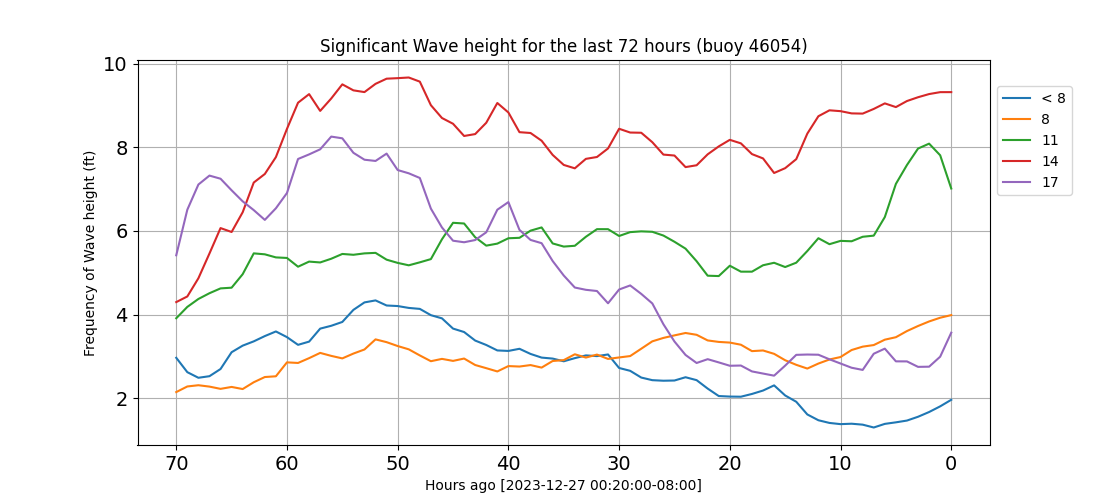 Significant Wave height for the last 72 hours (buoy 46054)
Frequency of Wave height (ft)
10
8
6
4
2
70 60 50 40 30 20 10 0
Hours ago [2023-12-27 00:20:00-08:00]
< 8
8
11
14
17